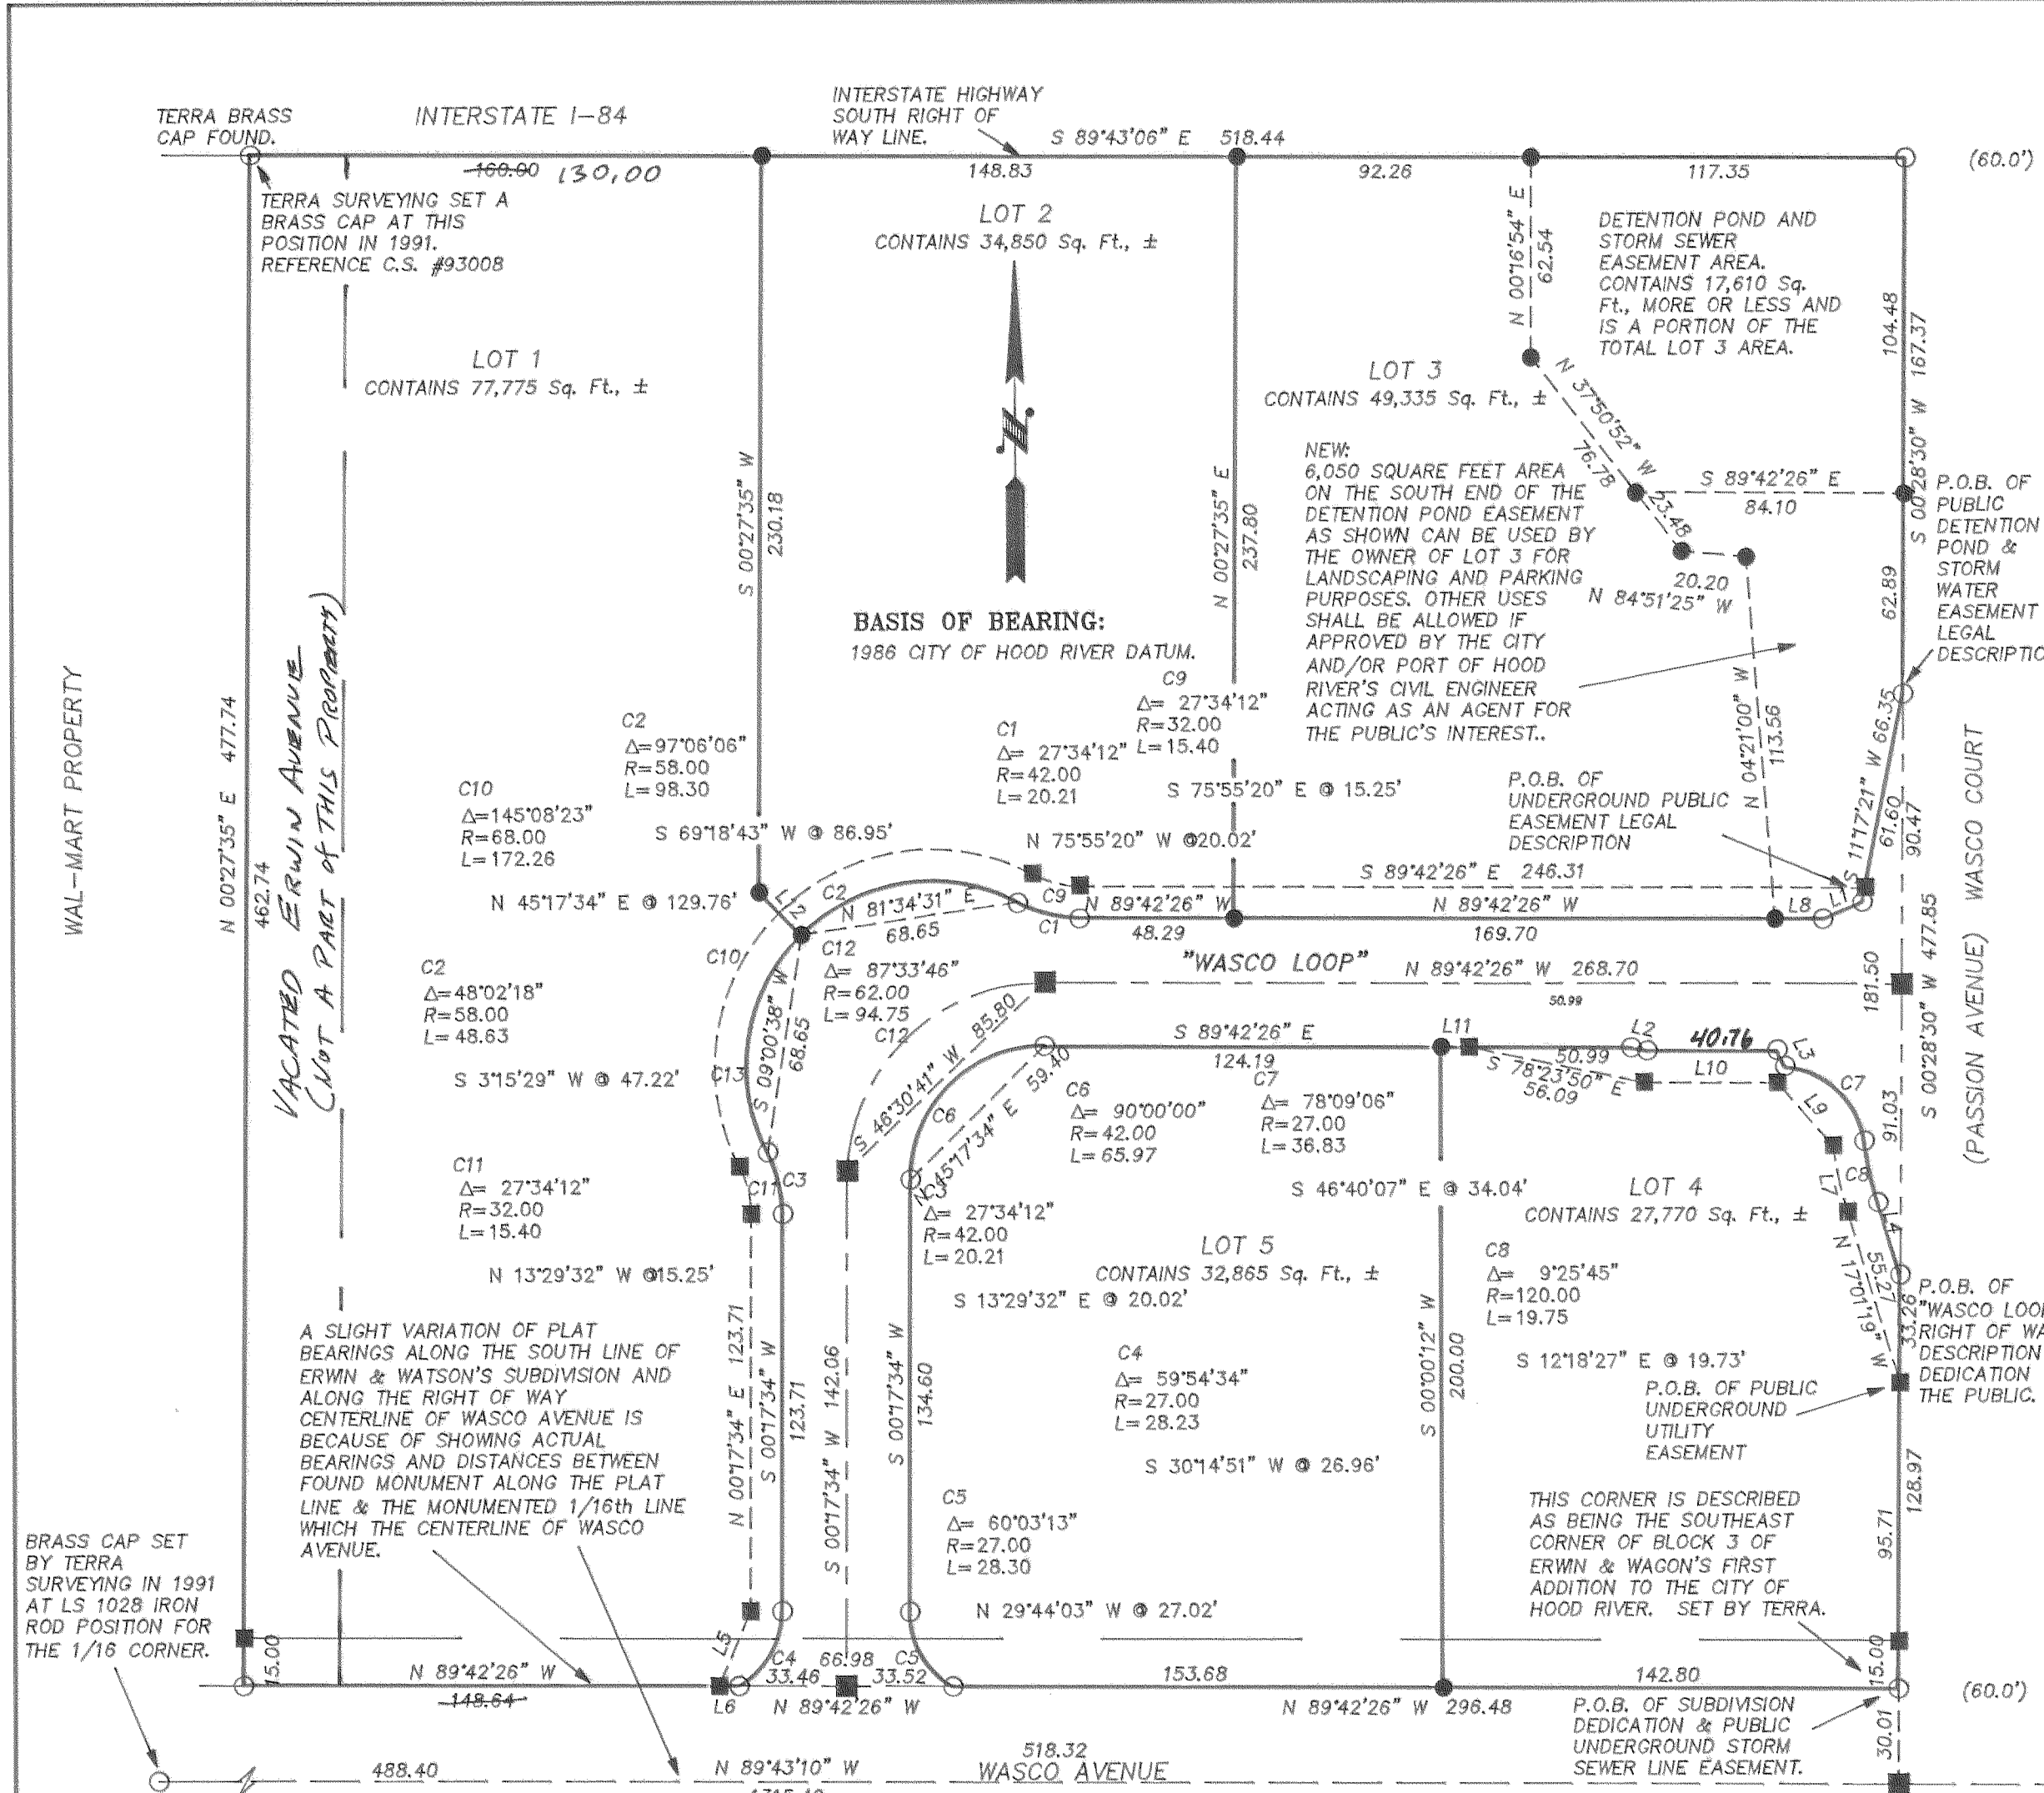 TERRA BRASS
CAP FOUND.
INTERSTATE I-84
INTERSTATE HIGHWAY
SOUTH RIGHT OF
WAY LINE.
S 89°43'06" E 518.44
(60.0')
160.00 130,00
148.83
92.26
117.35
TERRA SURVEYING SET A
BRASS CAP AT THIS
POSITION IN 1991.
REFERENCE C.S. #93008
LOT 2
CONTAINS 34,850 Sq. Ft., ±
N 00°16'54" E
62.54
DETENTION POND AND
STORM SEWER
EASEMENT AREA.
CONTAINS 17,610 Sq.
Ft., MORE OR LESS AND
IS A PORTION OF THE
TOTAL LOT 3 AREA.
104.48
S 00°28'30" W 167.37
LOT 1
CONTAINS 77,775 Sq. Ft., ±
LOT 3
CONTAINS 49,335 Sq. Ft., ±
N 37°50'52" W
76.78
23.48
S 89°42'26" E
84.10
20.20
N 84°51'25" W
62.89
NEW:
6,050 SQUARE FEET AREA
ON THE SOUTH END OF THE
DETENTION POND EASEMENT
AS SHOWN CAN BE USED BY
THE OWNER OF LOT 3 FOR
LANDSCAPING AND PARKING
PURPOSES. OTHER USES
SHALL BE ALLOWED IF
APPROVED BY THE CITY
AND/OR PORT OF HOOD
RIVER'S CIVIL ENGINEER
ACTING AS AN AGENT FOR
THE PUBLIC'S INTEREST..
P.O.B. OF
PUBLIC
DETENTION
POND &
STORM
WATER
EASEMENT
LEGAL
DESCRIPTIO
S 00°27'35" W
230.18
N 00°27'35" E
237.80
N
BASIS OF BEARING:
1986 CITY OF HOOD RIVER DATUM.
WAL-MART PROPERTY
N 00°27'35" E 477.74
462.74
VACATED ERWIN AVENUE
(NOT A PART of THIS PROPERTY)
C9
Δ= 27°34'12"
R=32.00
L=15.40
C2
Δ=97°06'06"
R=58.00
L=98.30
C1
Δ= 27°34'12"
R=42.00
L=20.21
S 75°55'20" E @ 15.25'
C10
Δ=145°08'23"
R=68.00
L=172.26
S 69°18'43" W @ 86.95'
N 75°55'20" W @20.02'
N 45°17'34" E @ 129.76'
P.O.B. OF
UNDERGROUND PUBLIC
EASEMENT LEGAL
DESCRIPTION
N 04°21'00" W
113.56
S 11°17'21" W 66.35
61.60
90.47
S 89°42'26" E 246.31
L12
C2
N 81°34'31" E
68.65
C9
C1
N 89°42'26" W
48.29
N 89°42'26" W
169.70
L8
L1
(PASSION AVENUE) WASCO COURT
S 00°28'30" W 477.85
181.50
"WASCO LOOP"
N 89°42'26" W 268.70
50.99
C10
C12
Δ= 87°33'46"
R=62.00
L=94.75
C12
C2
Δ=48°02'18"
R=58.00
L=48.63
S 09°00'38" W
68.65
S 46°30'41" W 85.80
S 3°15'29" W @ 47.22'
C13
S 89°42'26" E
124.19
L11
50.99
L2
40.76
L3
S 78°23'50" E
56.09
L10
L9
C7
91.03
N 45°17'34" E 59.40
C6
C6
Δ= 90°00'00"
R=42.00
L=65.97
C7
Δ= 78°09'06"
R=27.00
L=36.83
C11
Δ= 27°34'12"
R=32.00
L=15.40
C11
C3
C3
Δ= 27°34'12"
R=42.00
L=20.21
S 46°40'07" E @ 34.04'
LOT 4
CONTAINS 27,770 Sq. Ft., ±
L7
C8
L4
N 13°29'32" W @15.25'
LOT 5
CONTAINS 32,865 Sq. Ft., ±
S 13°29'32" E @ 20.02'
C8
Δ= 9°25'45"
R=120.00
L=19.75
S 12°18'27" E @ 19.73'
55.27
N 17°01'19" W
33.26
P.O.B. OF
"WASCO LOOP
RIGHT OF WA
DESCRIPTION
DEDICATION
THE PUBLIC.
A SLIGHT VARIATION OF PLAT
BEARINGS ALONG THE SOUTH LINE OF
ERWIN & WATSON'S SUBDIVISION AND
ALONG THE RIGHT OF WAY
CENTERLINE OF WASCO AVENUE IS
BECAUSE OF SHOWING ACTUAL
BEARINGS AND DISTANCES BETWEEN
FOUND MONUMENT ALONG THE PLAT
LINE & THE MONUMENTED 1/16th LINE
WHICH THE CENTERLINE OF WASCO
AVENUE.
N 00°17'34" E 123.71
S 00°17'34" W
123.71
S 00°17'34" W 142.06
S 00°17'34" W
134.60
C4
Δ= 59°54'34"
R=27.00
L=28.23
S 30°14'51" W @ 26.96'
S 00°00'12" W
200.00
P.O.B. OF PUBLIC
UNDERGROUND
UTILITY
EASEMENT
128.97
95.71
C5
Δ= 60°03'13"
R=27.00
L=28.30
N 29°44'03" W @ 27.02'
THIS CORNER IS DESCRIBED
AS BEING THE SOUTHEAST
CORNER OF BLOCK 3 OF
ERWIN & WAGON'S FIRST
ADDITION TO THE CITY OF
HOOD RIVER. SET BY TERRA.
BRASS CAP SET
BY TERRA
SURVEYING IN 1991
AT LS 1028 IRON
ROD POSITION FOR
THE 1/16 CORNER.
15.00
N 89°42'26" W
148.64
L5
L6
C4
33.46
66.98
C5
33.52
N 89°42'26" W
153.68
N 89°42'26" W 296.48
142.80
15.00
(60.0')
P.O.B. OF SUBDIVISION
DEDICATION & PUBLIC
UNDERGROUND STORM
SEWER LINE EASEMENT.
30.01
488.40
N 89°43'10" W
518.32
WASCO AVENUE